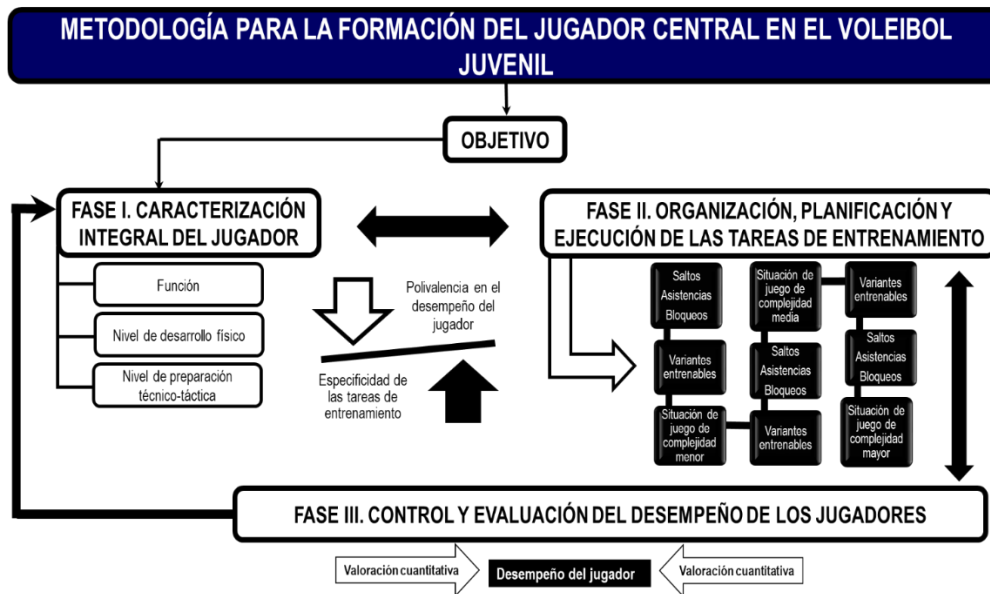 METODOLOGÍA PARA LA FORMACIÓN DEL JUGADOR CENTRAL EN EL VOLEIBOL
JUVENIL
OBJETIVO
FASE I. CARACTERIZACIÓN
INTEGRAL DEL JUGADOR
Función
Nivel de desarrollo físico
Nivel de preparación
técnico-táctica
Polivalencia en el
desempeño del
jugador
Especificidad de
las tareas de
entrenamiento
FASE II. ORGANIZACIÓN, PLANIFICACIÓN Y
EJECUCIÓN DE LAS TAREAS DE ENTRENAMIENTO
Saltos
Asistencias
Bloqueos
Variantes
entrenables
Situación de
juego de
complejidad
menor
Situación de
juego de
complejidad
media
Saltos
Asistencias
Bloqueos
Variantes
entrenables
Variantes
entrenables
Saltos
Asistencias
Bloqueos
Situación de
juego de
complejidad
mayor
FASE III. CONTROL Y EVALUACIÓN DEL DESEMPEÑO DE LOS JUGADORES
Valoración cuantitativa
Desempeño del jugador
Valoración cuantitativa